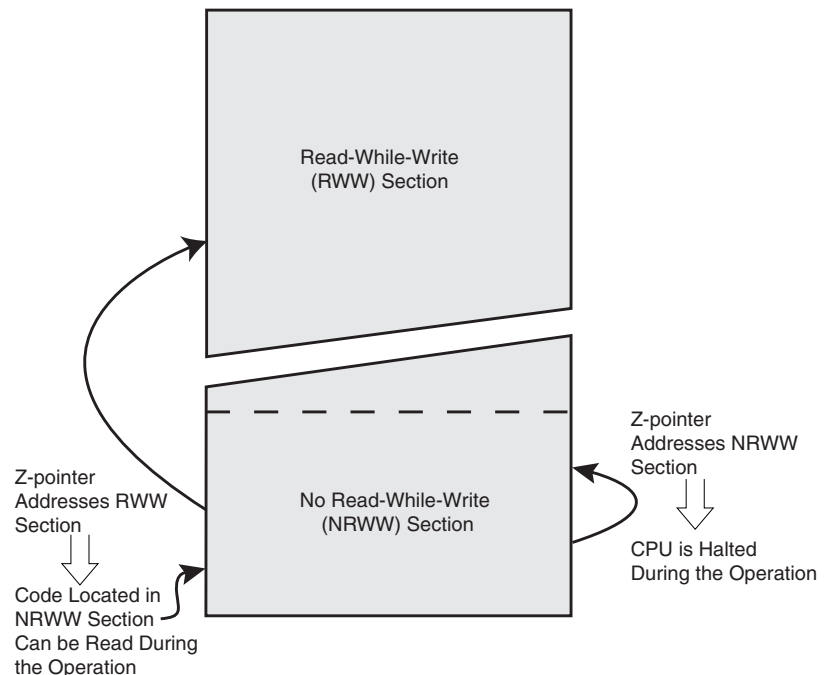 Read-While-Write
(RWW) Section
Z-pointer
Addresses NRWW
Section
Z-pointer
Addresses RWW
Section
No Read-While-Write
(NRWW) Section
CPU is Halted
During the Operation
Code Located in
NRWW Section
Can be Read During
the Operation